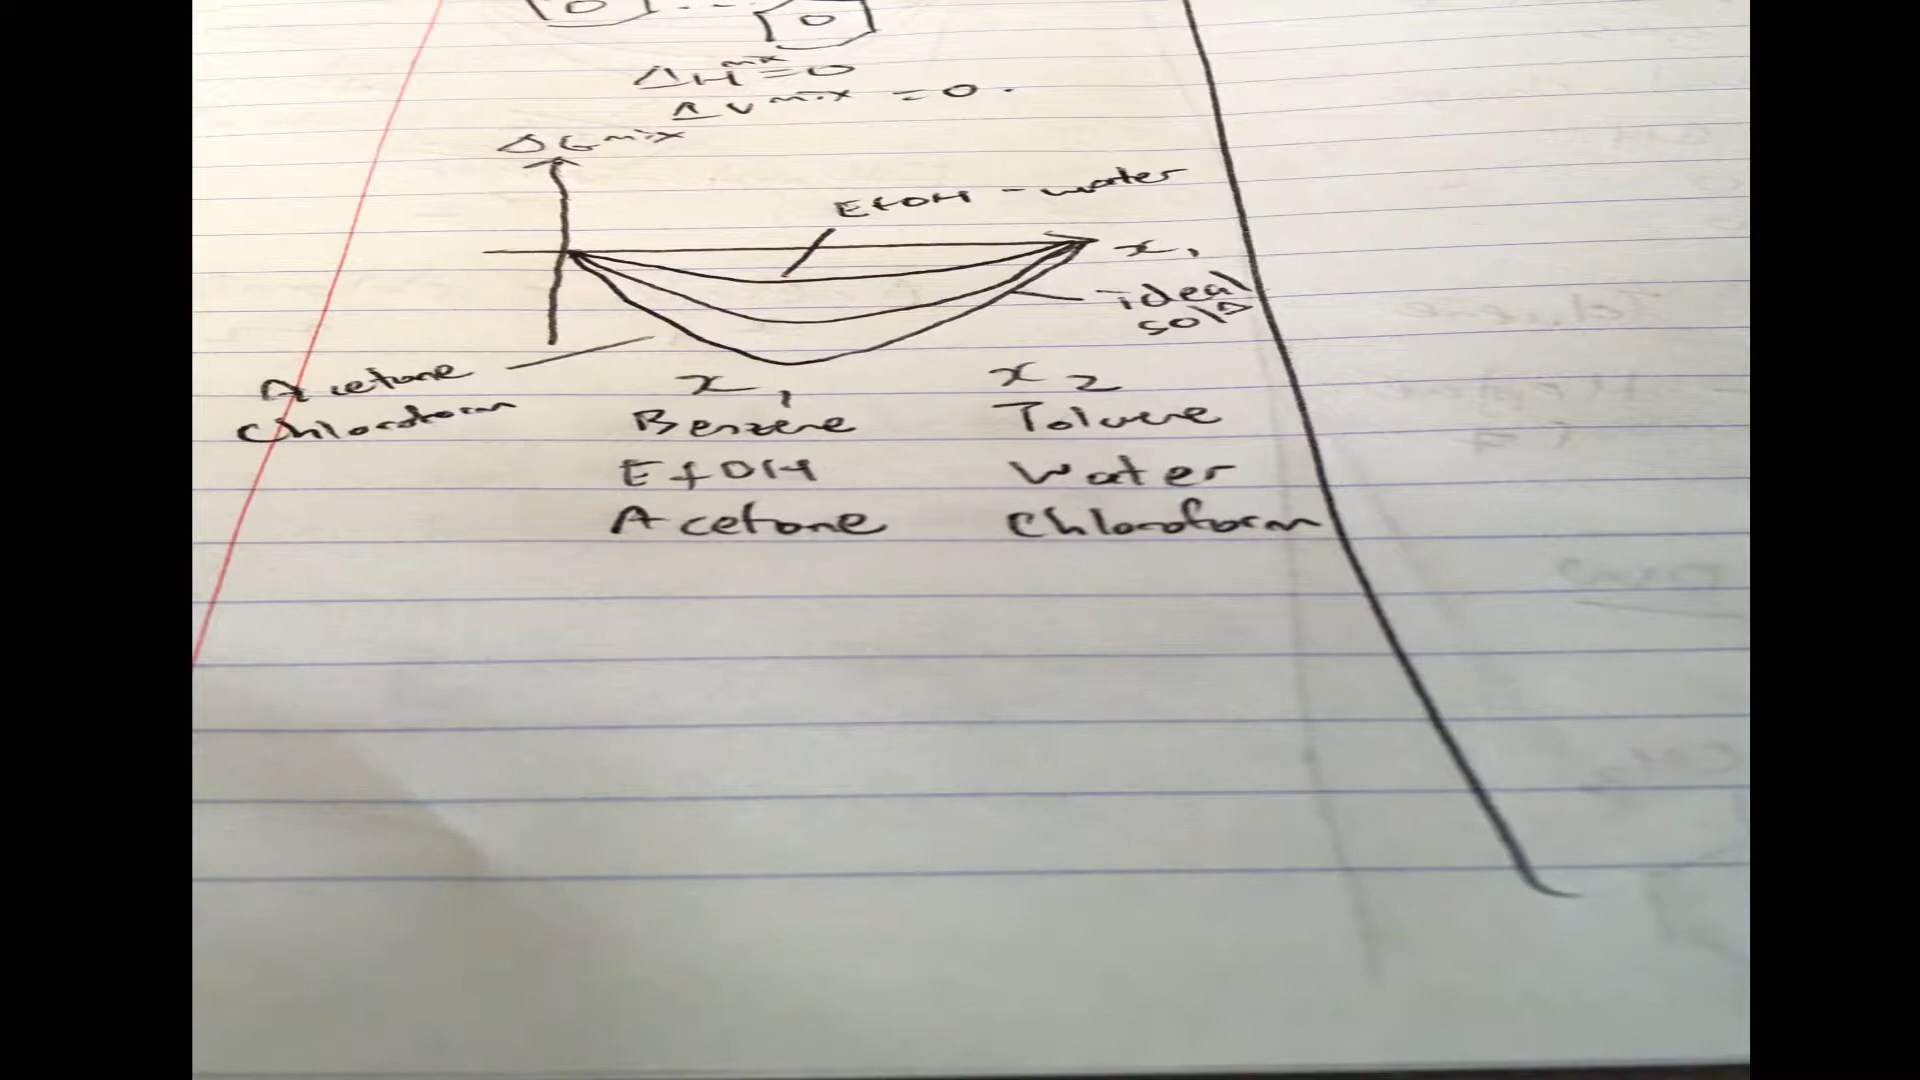 ΔH^mix = 0
ΔV^mix = 0.
ΔG^mix
EtOH - water
x₁
ideal
soln
Acetone
Chloroform
x₁ x₂
Benzene Toluene
EtOH Water
Acetone Chloroform